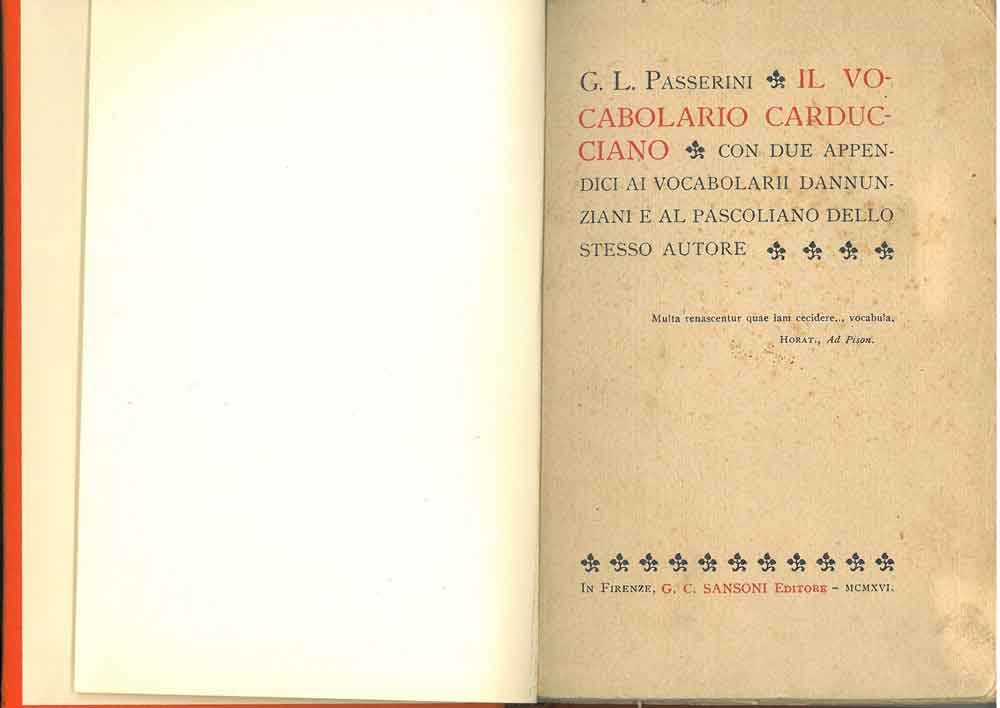 G. L. PASSERINI IL VO-
CABOLARIO CARDUC-
CIANO CON DUE APPEN-
DICI AI VOCABOLARII DANNUN-
ZIANI E AL PASCOLIANO DELLO
STESSO AUTORE
Multa renascentur quae iam cecidere... vocabula.
HORAT., Ad Pison.
IN FIRENZE, G. C. SANSONI EDITORE – MCMXVI.